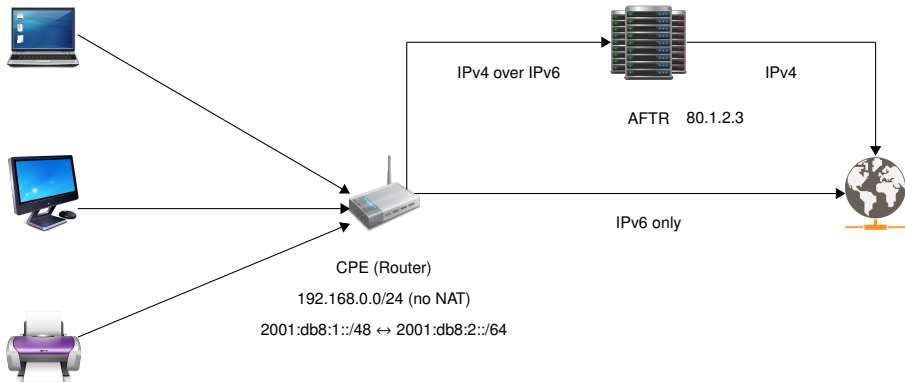 IPv4 over IPv6
IPv4
AFTR 80.1.2.3
IPv6 only
CPE (Router)
192.168.0.0/24 (no NAT)
2001:db8:1::/48 ↔ 2001:db8:2::/64